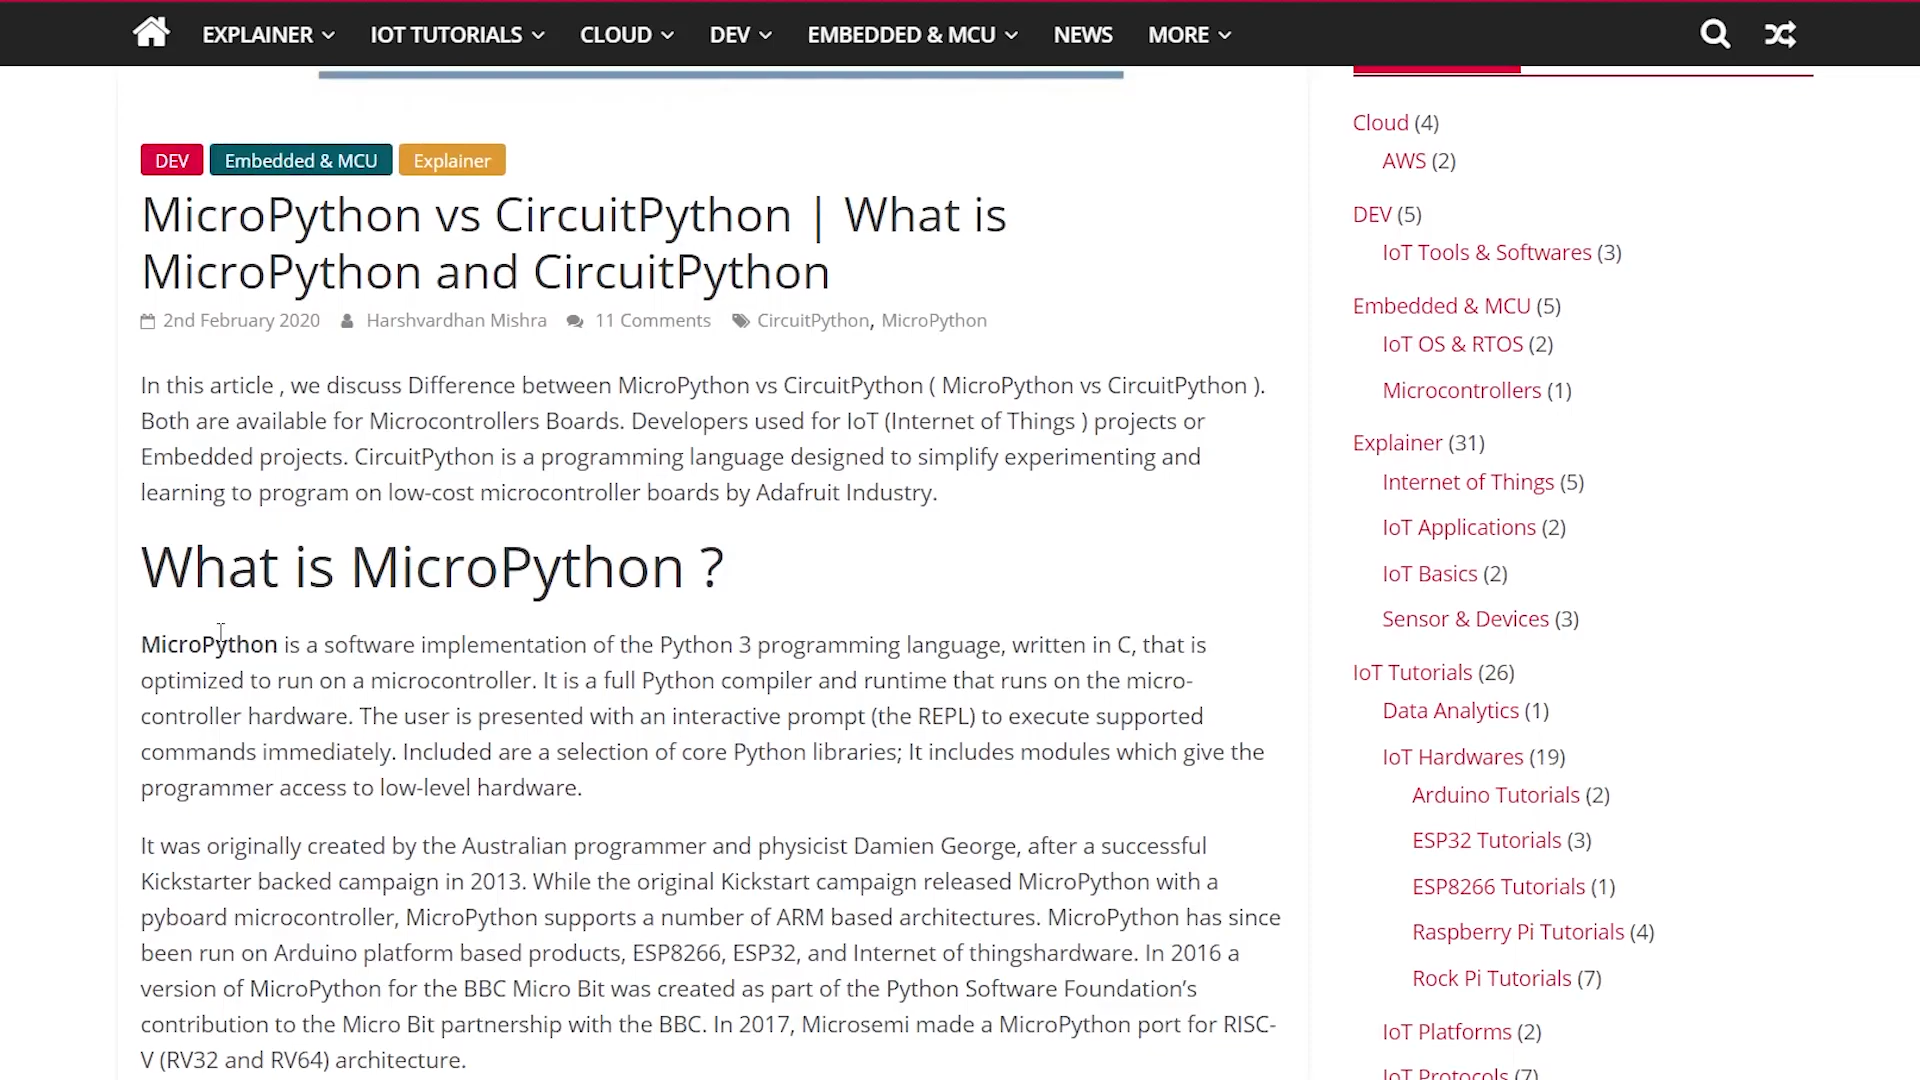 EXPLAINER IOT TUTORIALS CLOUD DEV EMBEDDED & MCU NEWS MORE
DEV Embedded & MCU Explainer
MicroPython vs CircuitPython | What is
MicroPython and CircuitPython
2nd February 2020 Harshvardhan Mishra 11 Comments CircuitPython, MicroPython
In this article , we discuss Difference between MicroPython vs CircuitPython ( MicroPython vs CircuitPython ).
Both are available for Microcontrollers Boards. Developers used for IoT (Internet of Things ) projects or
Embedded projects. CircuitPython is a programming language designed to simplify experimenting and
learning to program on low-cost microcontroller boards by Adafruit Industry.
What is MicroPython ?
MicroPython is a software implementation of the Python 3 programming language, written in C, that is
optimized to run on a microcontroller. It is a full Python compiler and runtime that runs on the micro-
controller hardware. The user is presented with an interactive prompt (the REPL) to execute supported
commands immediately. Included are a selection of core Python libraries; It includes modules which give the
programmer access to low-level hardware.
It was originally created by the Australian programmer and physicist Damien George, after a successful
Kickstarter backed campaign in 2013. While the original Kickstart campaign released MicroPython with a
pyboard microcontroller, MicroPython supports a number of ARM based architectures. MicroPython has since
been run on Arduino platform based products, ESP8266, ESP32, and Internet of thingshardware. In 2016 a
version of MicroPython for the BBC Micro Bit was created as part of the Python Software Foundation's
contribution to the Micro Bit partnership with the BBC. In 2017, Microsemi made a MicroPython port for RISC-
V (RV32 and RV64) architecture.
Cloud (4)
AWS (2)
DEV (5)
IoT Tools & Softwares (3)
Embedded & MCU (5)
IoT OS & RTOS (2)
Microcontrollers (1)
Explainer (31)
Internet of Things (5)
IoT Applications (2)
IoT Basics (2)
Sensor & Devices (3)
IoT Tutorials (26)
Data Analytics (1)
IoT Hardwares (19)
Arduino Tutorials (2)
ESP32 Tutorials (3)
ESP8266 Tutorials (1)
Raspberry Pi Tutorials (4)
Rock Pi Tutorials (7)
IoT Platforms (2)
IoT Protocols (7)